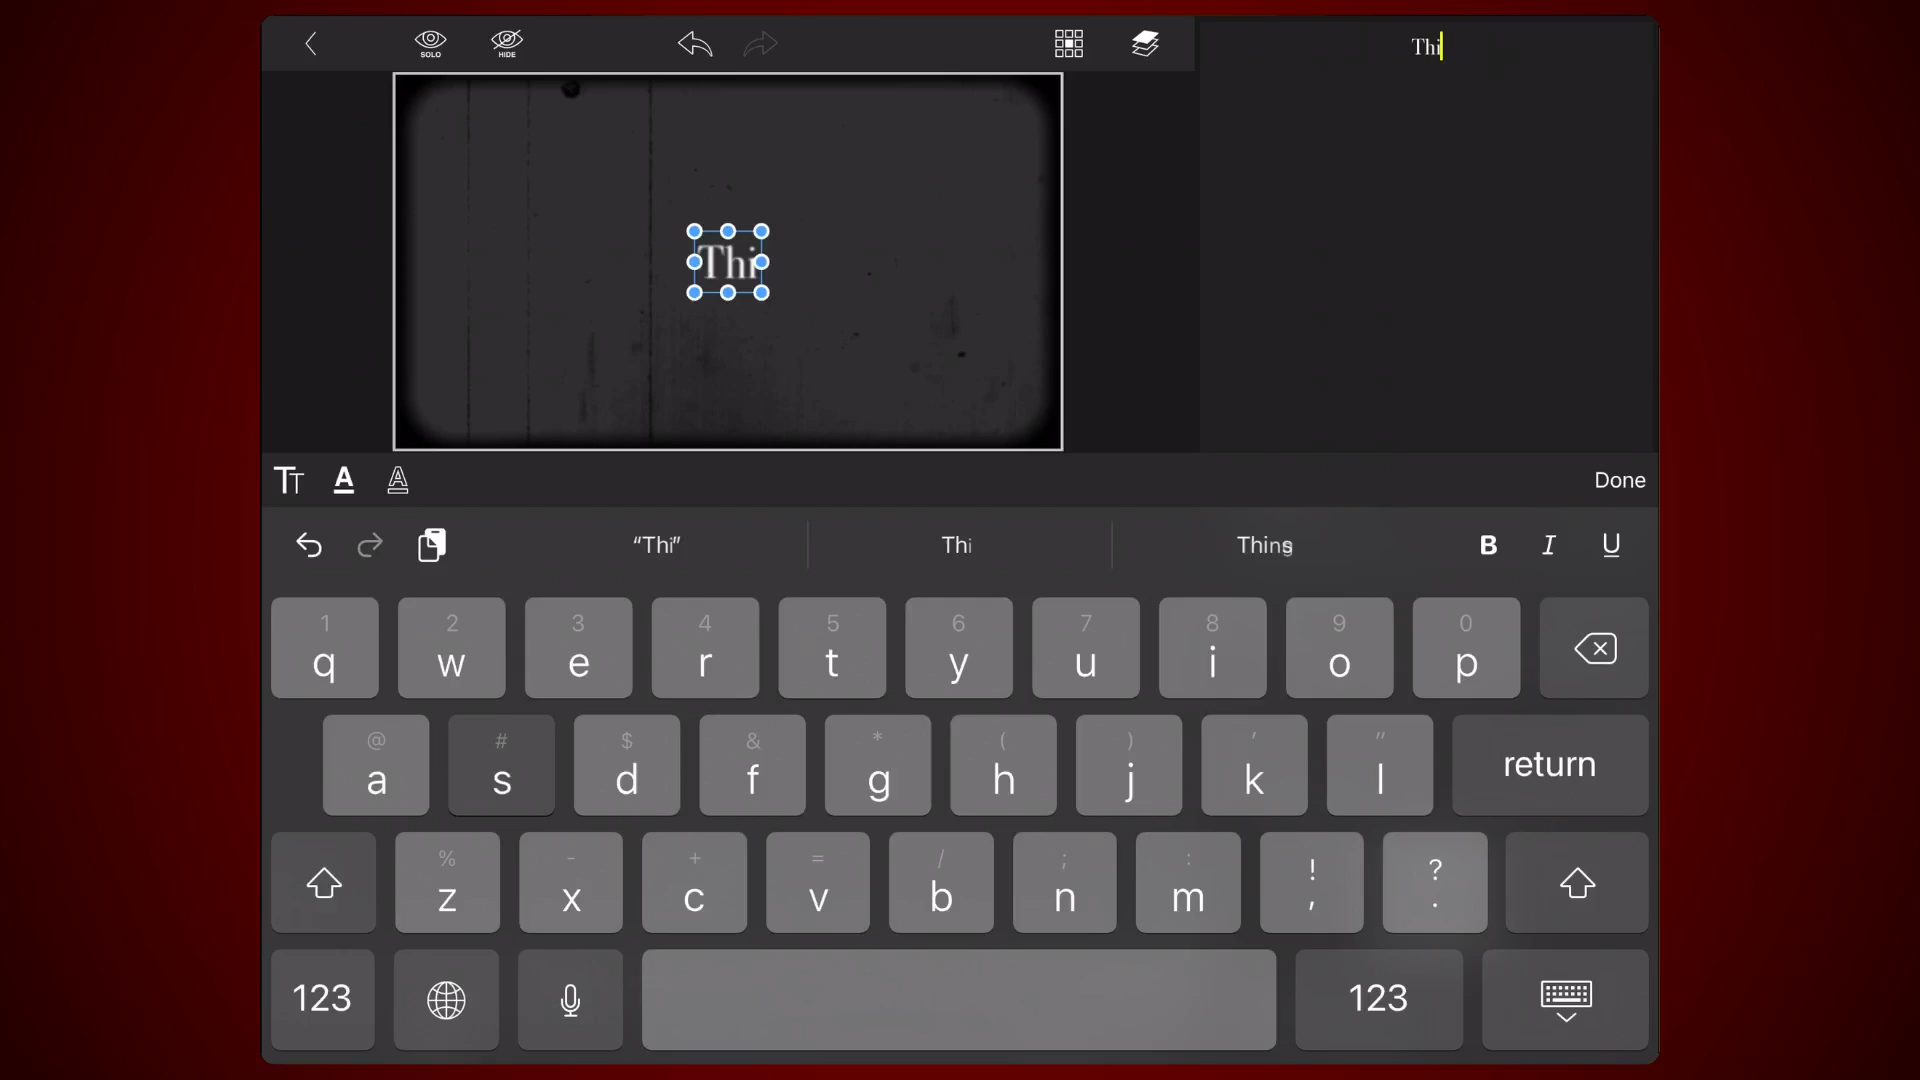 SOLO
HIDE
Thi
Thi
Done
“Thi” Thi Things B I U
1 2 3 4 5 6 7 8 9 0
q w e r t y u i o p
@ # $ & * ( ) ' "
a s d f g h j k l return
% - + = / ; : ! ?
z x c v b n m , .
123 123